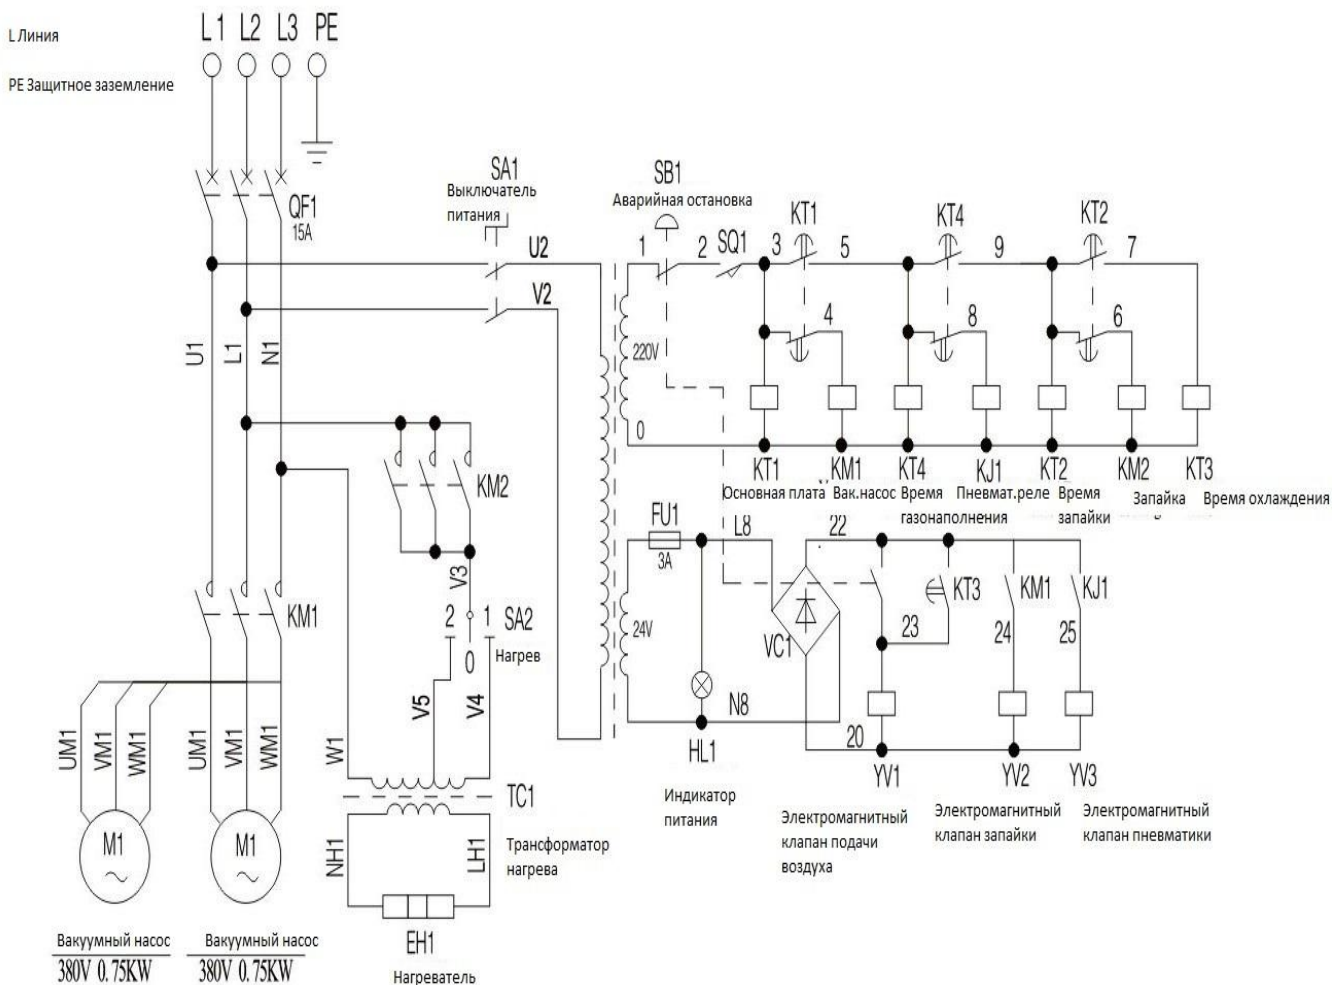 L1 L2 L3 PE
L Линия
PE Защитное заземление
QF1
15A
SA1
Выключатель
питания
SB1
Аварийная остановка
U2
V2
1 2 SQ1 3 KT1 5 KT4 9 KT2 7
4 8 6
220V
0
U1 L1 N1
KM2
KT1 KM1 KT4 KJ1 KT2 KM2 KT3
Основная плата Вак.насос Время Пневмат.реле Время Запайка Время охлаждения
газонаполнения запайки
FU1
3A
L8 22
V3
KM1
2 1 SA2
0 Нагрев
24V
VC1
KT3 KM1 KJ1
23 24 25
V5 V4
N8
20
HL1
YV1 YV2 YV3
Индикатор
питания
Электромагнитный
клапан подачи
воздуха
Электромагнитный
клапан запайки
Электромагнитный
клапан пневматики
UM1 VM1 WM1 UM1 VM1 WM1 W1
TC1
Трансформатор
нагрева
M1 M1
NH1 LH1
EH1
Нагреватель
Вакуумный насос Вакуумный насос
380V 0.75KW 380V 0.75KW